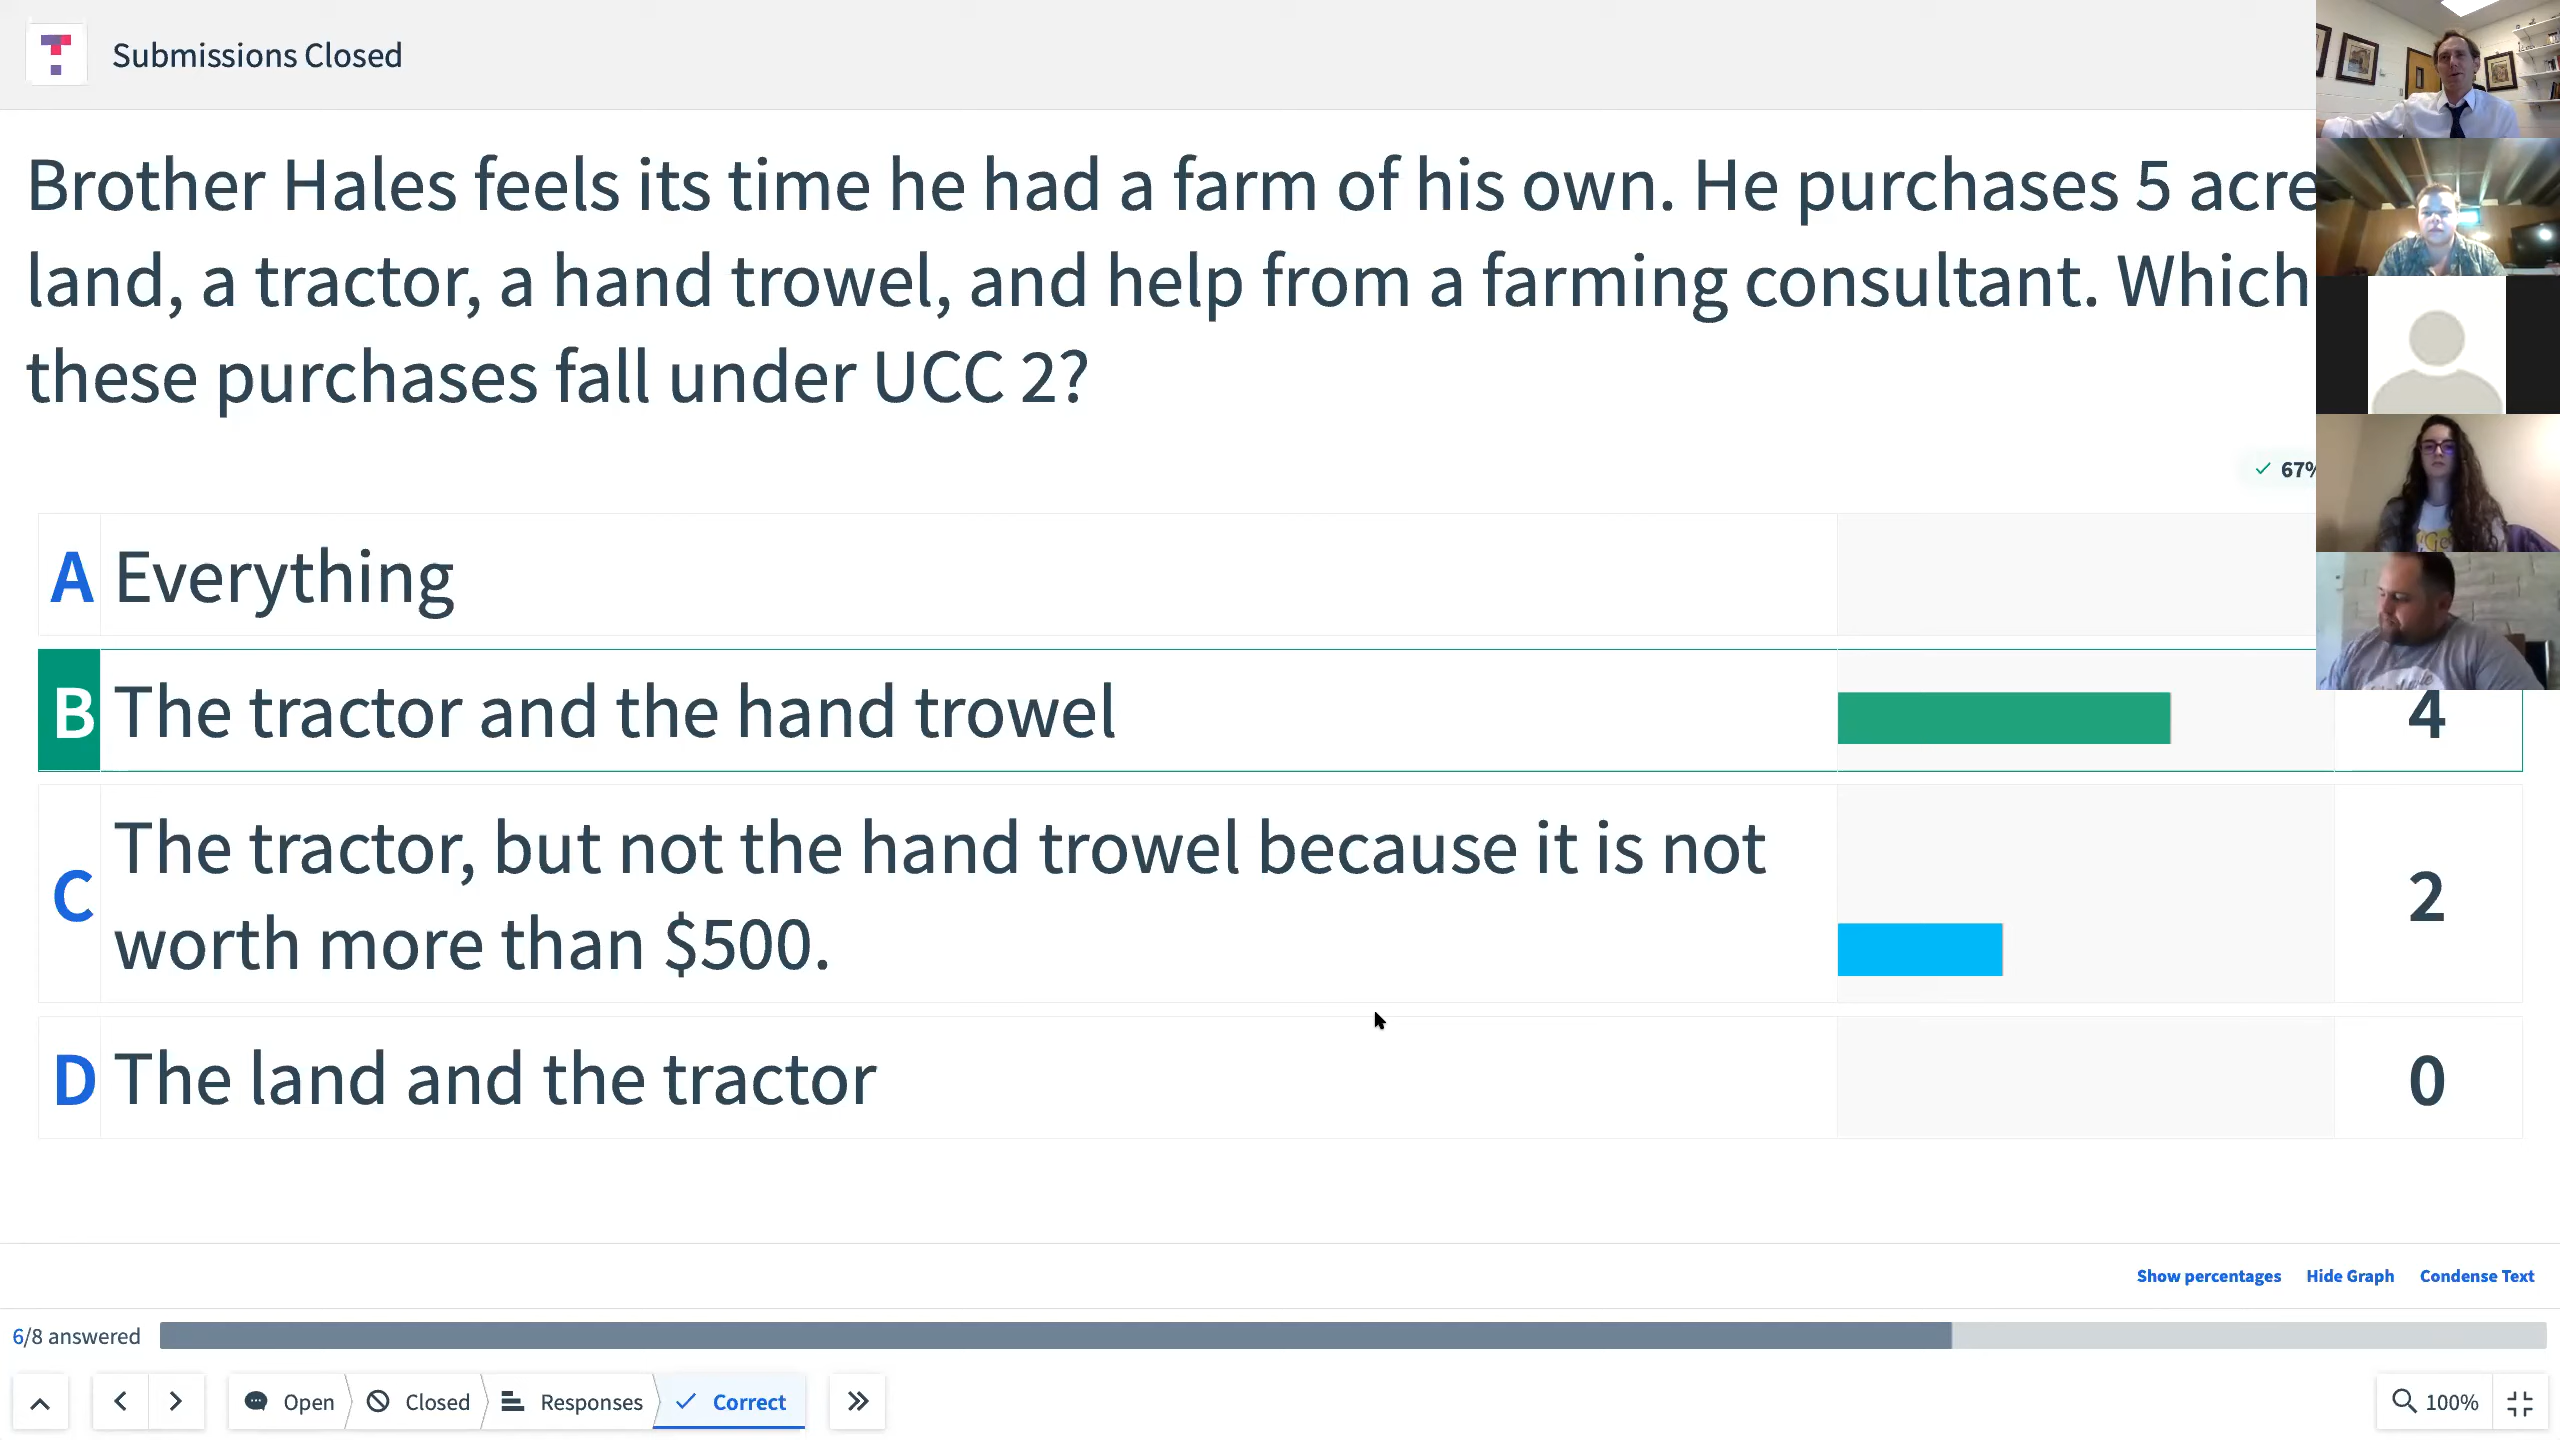 Submissions Closed
Brother Hales feels its time he had a farm of his own. He purchases 5 acre
land, a tractor, a hand trowel, and help from a farming consultant. Which
these purchases fall under UCC 2?
67%
A Everything
B The tractor and the hand trowel 4
C The tractor, but not the hand trowel because it is not
worth more than $500. 2
D The land and the tractor 0
Show percentages Hide Graph Condense Text
6/8 answered
Open Closed Responses Correct 100%